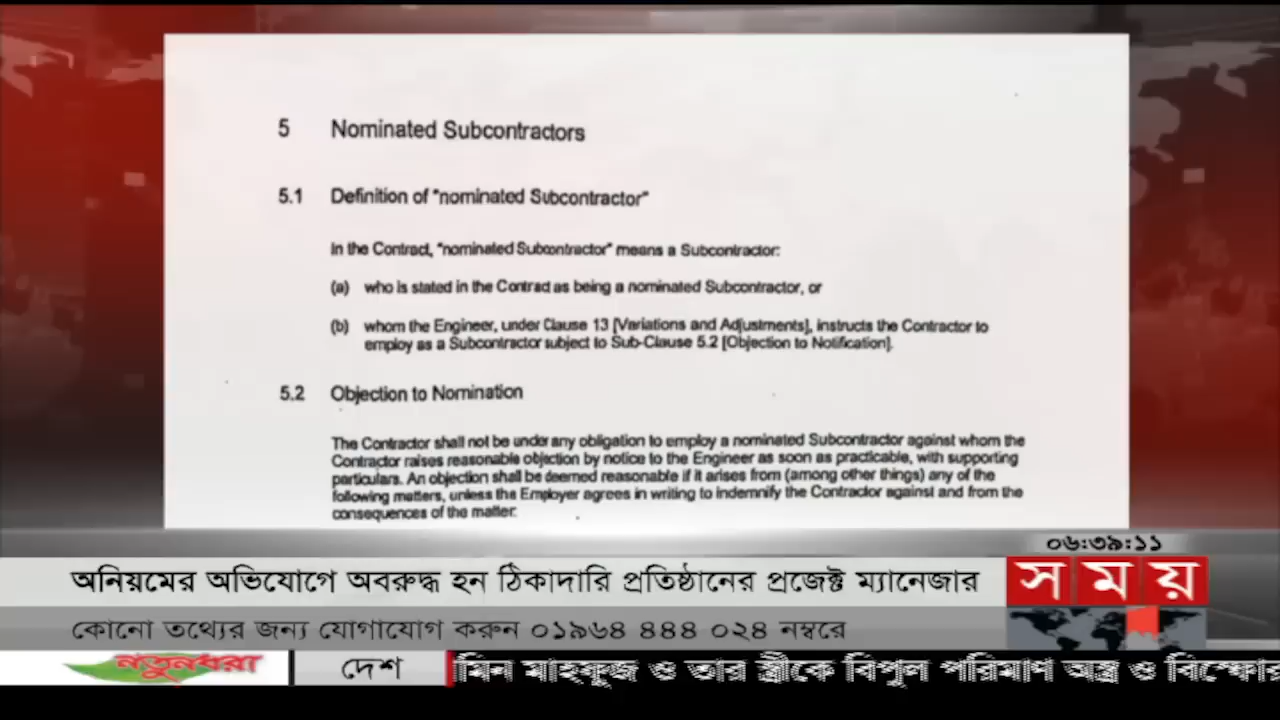 5 Nominated Subcontractors
5.1 Definition of "nominated Subcontractor"
In the Contract, "nominated Subcontractor" means a Subcontractor:
(a) who is stated in the Contract as being a nominated Subcontractor, or
(b) whom the Engineer, under Clause 13 [Variations and Adjustments], instructs the Contractor to
employ as a Subcontractor subject to Sub-Clause 5.2 [Objection to Notification].
5.2 Objection to Nomination
The Contractor shall not be under any obligation to employ a nominated Subcontractor against whom the
Contractor raises reasonable objection by notice to the Engineer as soon as practicable, with supporting
particulars. An objection shall be deemed reasonable if it arises from (among other things) any of the
following matters, unless the Employer agrees in writing to indemnify the Contractor against and from the
consequences of the matter:
০৬:৩৯:১১
অনিয়মের অভিযোগে অবরুদ্ধ হন ঠিকাদারি প্রতিষ্ঠানের প্রজেক্ট ম্যানেজার
সময়
কোনো তথ্যের জন্য যোগাযোগ করুন ০১৯৬৪ ৪৪৪ ০২৪ নম্বরে
নতুনধরা
দেশ
মিন মাহফুজ ও তার স্ত্রীকে বিপুল পরিমাণ অস্ত্র ও বিস্ফোর